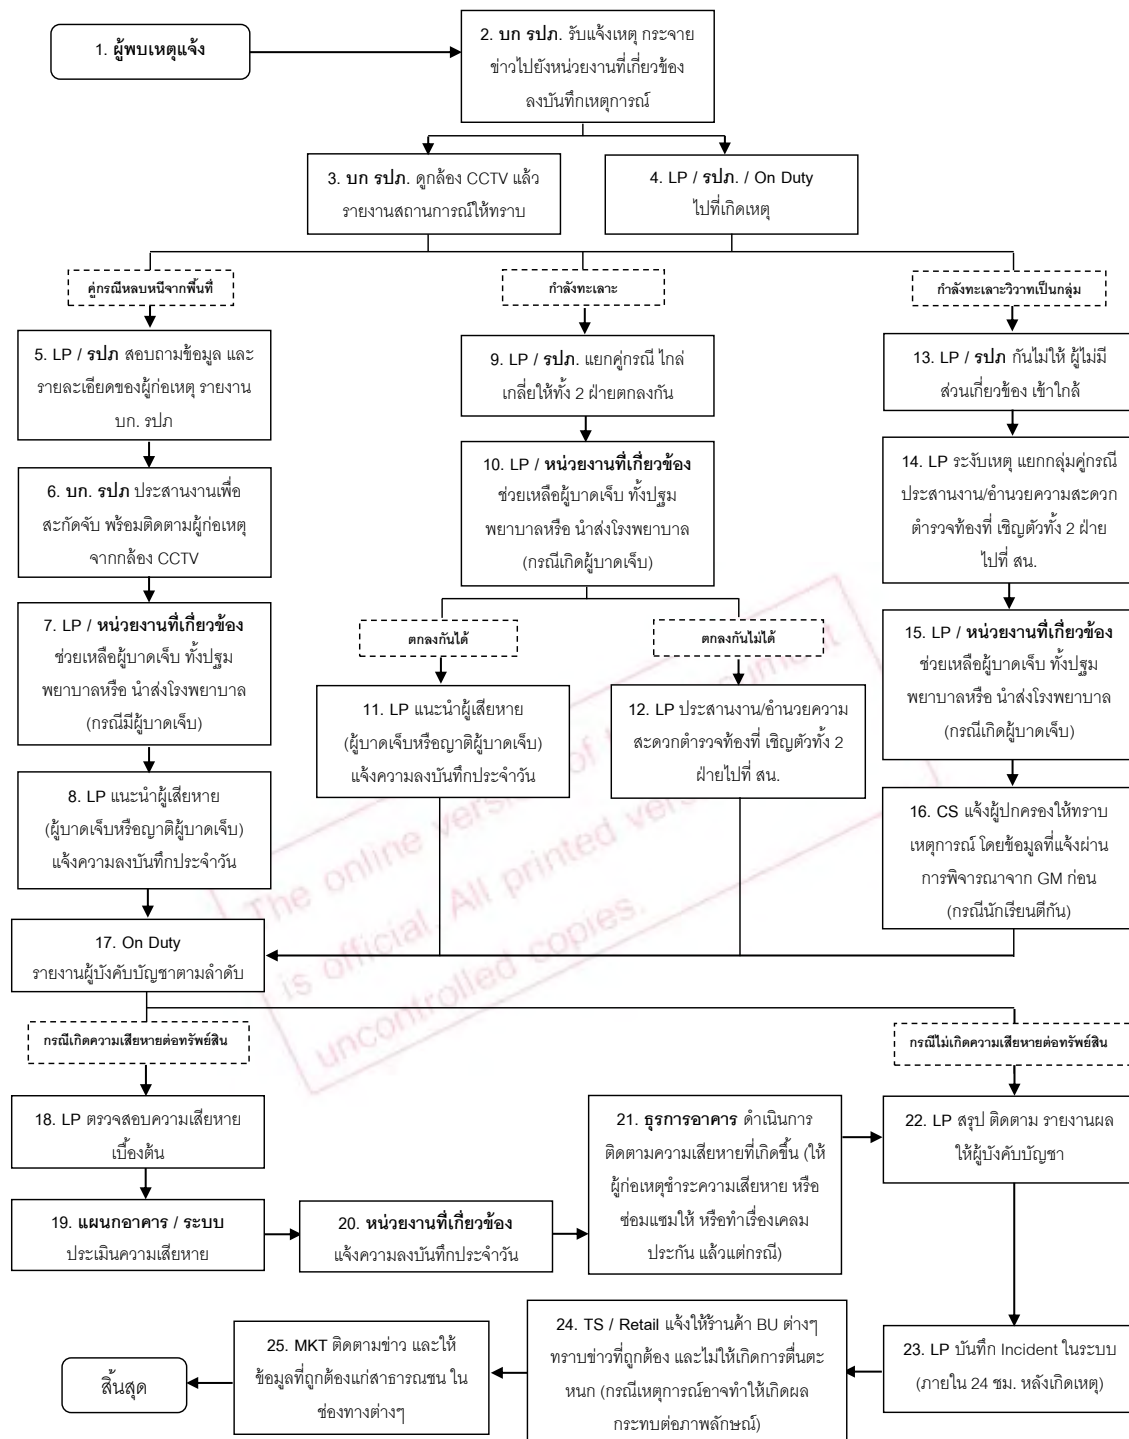 1. ผู้พบเหตุแจ้ง
2. บก รปภ. รับแจ้งเหตุ กระจาย
ข่าวไปยังหน่วยงานที่เกี่ยวข้อง
ลงบันทึกเหตุการณ์
3. บก รปภ. ดูกล้อง CCTV แล้ว
รายงานสถานการณ์ให้ทราบ
4. LP / รปภ. / On Duty
ไปที่เกิดเหตุ
คู่กรณีหลบหนีจากพื้นที่
กำลังทะเลาะ
กำลังทะเลาะวิวาทเป็นกลุ่ม
5. LP / รปภ สอบถามข้อมูล และ
รายละเอียดของผู้ก่อเหตุ รายงาน
บก. รปภ
9. LP / รปภ. แยกคู่กรณี ไกล่
เกลี่ยให้ทั้ง 2 ฝ่ายตกลงกัน
13. LP / รปภ กันไม่ให้ ผู้ไม่มี
ส่วนเกี่ยวข้อง เข้าใกล้
6. บก. รปภ ประสานงานเพื่อ
สะกัดจับ พร้อมติดตามผู้ก่อเหตุ
จากกล้อง CCTV
10. LP / หน่วยงานที่เกี่ยวข้อง
ช่วยเหลือผู้บาดเจ็บ ทั้งปฐม
พยาบาลหรือ นำส่งโรงพยาบาล
(กรณีเกิดผู้บาดเจ็บ)
14. LP ระงับเหตุ แยกกลุ่มคู่กรณี
ประสานงาน/อำนวยความสะดวก
ตำรวจท้องที่ เชิญตัวทั้ง 2 ฝ่าย
ไปที่ สน.
7. LP / หน่วยงานที่เกี่ยวข้อง
ช่วยเหลือผู้บาดเจ็บ ทั้งปฐม
พยาบาลหรือ นำส่งโรงพยาบาล
(กรณีมีผู้บาดเจ็บ)
ตกลงกันได้
ตกลงกันไม่ได้
15. LP / หน่วยงานที่เกี่ยวข้อง
ช่วยเหลือผู้บาดเจ็บ ทั้งปฐม
พยาบาลหรือ นำส่งโรงพยาบาล
(กรณีเกิดผู้บาดเจ็บ)
11. LP แนะนำผู้เสียหาย
(ผู้บาดเจ็บหรือญาติผู้บาดเจ็บ)
แจ้งความลงบันทึกประจำวัน
12. LP ประสานงาน/อำนวยความ
สะดวกตำรวจท้องที่ เชิญตัวทั้ง 2
ฝ่ายไปที่ สน.
8. LP แนะนำผู้เสียหาย
(ผู้บาดเจ็บหรือญาติผู้บาดเจ็บ)
แจ้งความลงบันทึกประจำวัน
16. CS แจ้งผู้ปกครองให้ทราบ
เหตุการณ์ โดยข้อมูลที่แจ้งผ่าน
การพิจารณาจาก GM ก่อน
(กรณีนักเรียนตีกัน)
The online version of document
is official. All printed
uncontrolled copies.
17. On Duty
รายงานผู้บังคับบัญชาตามลำดับ
กรณีเกิดความเสียหายต่อทรัพย์สิน
กรณีไม่เกิดความเสียหายต่อทรัพย์สิน
18. LP ตรวจสอบความเสียหาย
เบื้องต้น
21. ธุรการอาคาร ดำเนินการ
ติดตามความเสียหายที่เกิดขึ้น (ให้
ผู้ก่อเหตุชำระความเสียหาย หรือ
ซ่อมแซมให้ หรือทำเรื่องเคลม
ประกัน แล้วแต่กรณี)
22. LP สรุป ติดตาม รายงานผล
ให้ผู้บังคับบัญชา
19. แผนกอาคาร / ระบบ
ประเมินความเสียหาย
20. หน่วยงานที่เกี่ยวข้อง
แจ้งความลงบันทึกประจำวัน
23. LP บันทึก Incident ในระบบ
(ภายใน 24 ชม. หลังเกิดเหตุ)
24. TS / Retail แจ้งให้ร้านค้า BU ต่างๆ
ทราบข่าวที่ถูกต้อง และไม่ให้เกิดการตื่นตะ
หนก (กรณีเหตุการณ์อาจทำให้เกิดผล
กระทบต่อภาพลักษณ์)
25. MKT ติดตามข่าว และให้
ข้อมูลที่ถูกต้องแก่สาธารณชน ใน
ช่องทางต่างๆ
สิ้นสุด